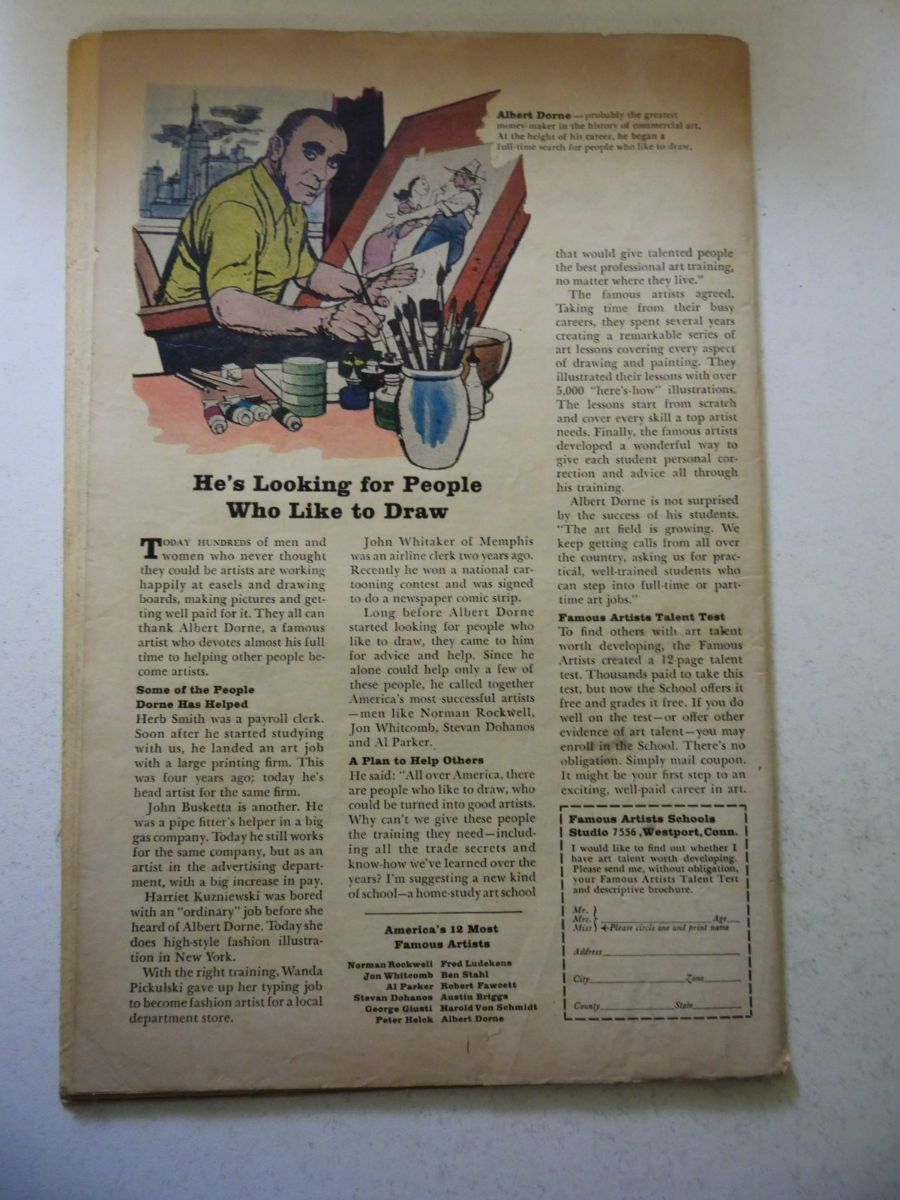 Albert Dorne — probably the greatest
money-maker in the history of commercial art.
At the height of his career, he began a
full-time search for people who like to draw.
He's Looking for People
Who Like to Draw
TODAY HUNDREDS of men and
women who never thought
they could be artists are working
happily at easels and drawing
boards, making pictures and get-
ting well paid for it. They all can
thank Albert Dorne, a famous
artist who devotes almost his full
time to helping other people be-
come artists.
Some of the People
Dorne Has Helped
Herb Smith was a payroll clerk.
Soon after he started studying
with us, he landed an art job
with a large printing firm. This
was four years ago; today he's
head artist for the same firm.
John Busketta is another. He
was a pipe fitter's helper in a big
gas company. Today he still works
for the same company, but as an
artist in the advertising depart-
ment, with a big increase in pay.
Harriet Kuzniewski was bored
with an "ordinary" job before she
heard of Albert Dorne. Today she
does high-style fashion illustra-
tion in New York.
With the right training, Wanda
Pickulski gave up her typing job
to become fashion artist for a local
department store.
John Whitaker of Memphis
was an airline clerk two years ago.
Recently he won a national car-
tooning contest and was signed
to do a newspaper comic strip.
Long before Albert Dorne
started looking for people who
like to draw, they came to him
for advice and help. Since he
alone could help only a few of
these people, he called together
America's most successful artists
—men like Norman Rockwell,
Jon Whitcomb, Stevan Dohanos
and Al Parker.
A Plan to Help Others
He said: "All over America, there
are people who like to draw, who
could be turned into good artists.
Why can't we give these people
the training they need—includ-
ing all the trade secrets and
know-how we've learned over the
years? I'm suggesting a new kind
of school—a home-study art school
America's 12 Most
Famous Artists
Norman Rockwell Fred Ludekens
Jon Whitcomb Ben Stahl
Al Parker Robert Fawcett
Stevan Dohanos Austin Briggs
George Giusti Harold Von Schmidt
Peter Helck Albert Dorne
that would give talented people
the best professional art training,
no matter where they live."
The famous artists agreed.
Taking time from their busy
careers, they spent several years
creating a remarkable series of
art lessons covering every aspect
of drawing and painting. They
illustrated their lessons with over
5,000 "here's-how" illustrations.
The lessons start from scratch
and cover every skill a top artist
needs. Finally, the famous artists
developed a wonderful way to
give each student personal cor-
rection and advice all through
his training.
Albert Dorne is not surprised
by the success of his students.
"The art field is growing. We
keep getting calls from all over
the country, asking us for prac-
tical, well-trained students who
can step into full-time or part-
time art jobs."
Famous Artists Talent Test
To find others with art talent
worth developing, the Famous
Artists created a 12-page talent
test. Thousands paid to take this
test, but now the School offers it
free and grades it free. If you do
well on the test—or offer other
evidence of art talent—you may
enroll in the School. There's no
obligation. Simply mail coupon.
It might be your first step to an
exciting, well-paid career in art.
Famous Artists Schools
Studio 7556, Westport, Conn.
I would like to find out whether I
have art talent worth developing.
Please send me, without obligation,
your Famous Artists Talent Test
and descriptive brochure.
Mr.
Mrs. Age
Miss Please circle one and print name
Address
City Zone
County State